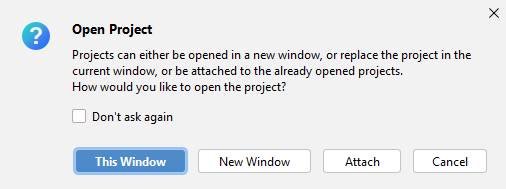 Open Project
Projects can either be opened in a new window, or replace the project in the
current window, or be attached to the already opened projects.
How would you like to open the project?
Don't ask again
This Window
New Window
Attach
Cancel